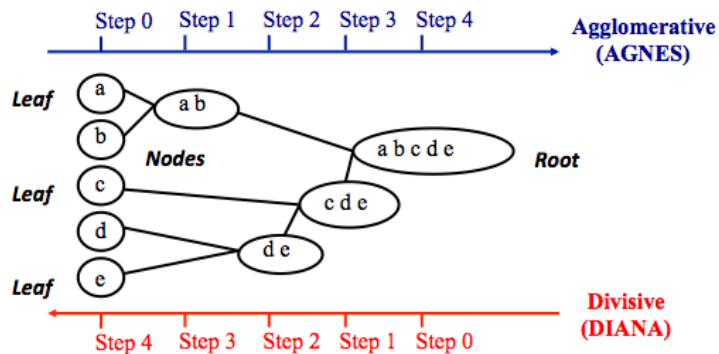 Step 0 Step 1 Step 2 Step 3 Step 4
Agglomerative
(AGNES)
Leaf
a
a b
b
Nodes
a b c d e
Root
Leaf
c
c d e
d
d e
Leaf
e
Divisive
(DIANA)
Step 4 Step 3 Step 2 Step 1 Step 0